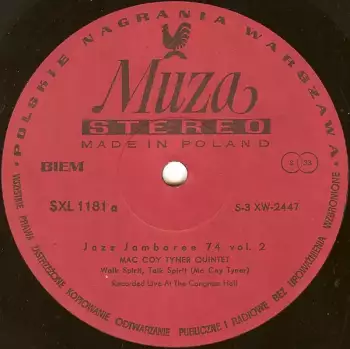 • POLSKIE NAGRANIA WARSZAWA •
Muza
STEREO
MADE IN POLAND
BIEM
33
SXL 1181 a
S-3 XW-2447
Jazz Jamboree 74 vol. 2
MAC COY TYNER QUINTET
Walk Spirit, Talk Spirit (Mc Coy Tyner)
Recorded Live At The Congress Hall
WSZELKIE PRAWA ZASTRZEŻONE KOPIOWANIE ODTWARZANIE PUBLICZNE I RADIOWE BEZ UPOWAŻNIENIA WZBRONIONE